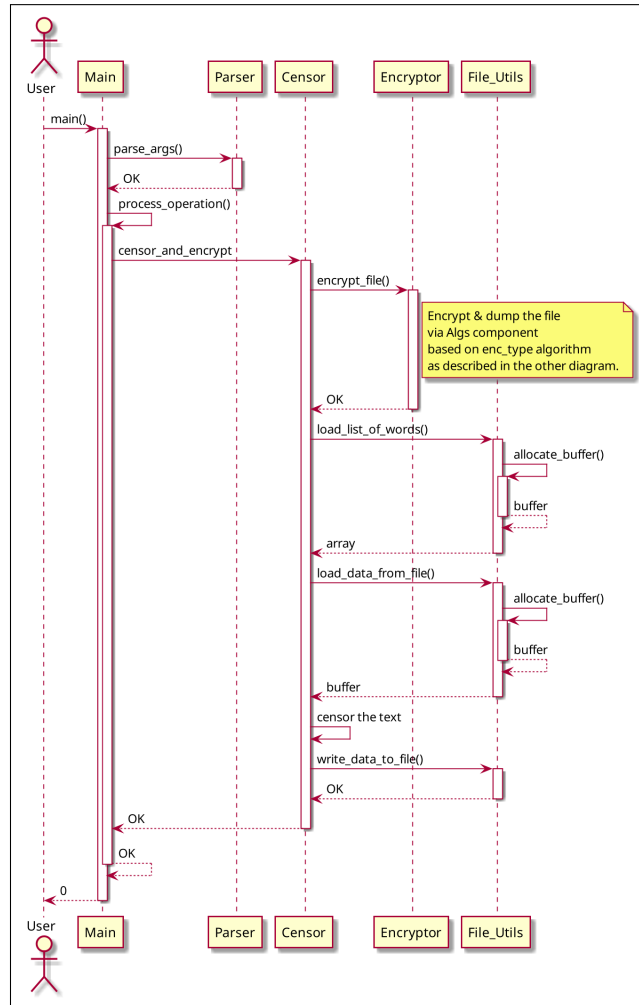 User
Main
Parser
Censor
Encryptor
File_Utils
main()
parse_args()
OK
process_operation()
censor_and_encrypt
encrypt_file()
Encrypt & dump the file
via Algs component
based on enc_type algorithm
as described in the other diagram.
OK
load_list_of_words()
allocate_buffer()
buffer
array
load_data_from_file()
allocate_buffer()
buffer
buffer
censor the text
write_data_to_file()
OK
OK
OK
0
User
Main
Parser
Censor
Encryptor
File_Utils